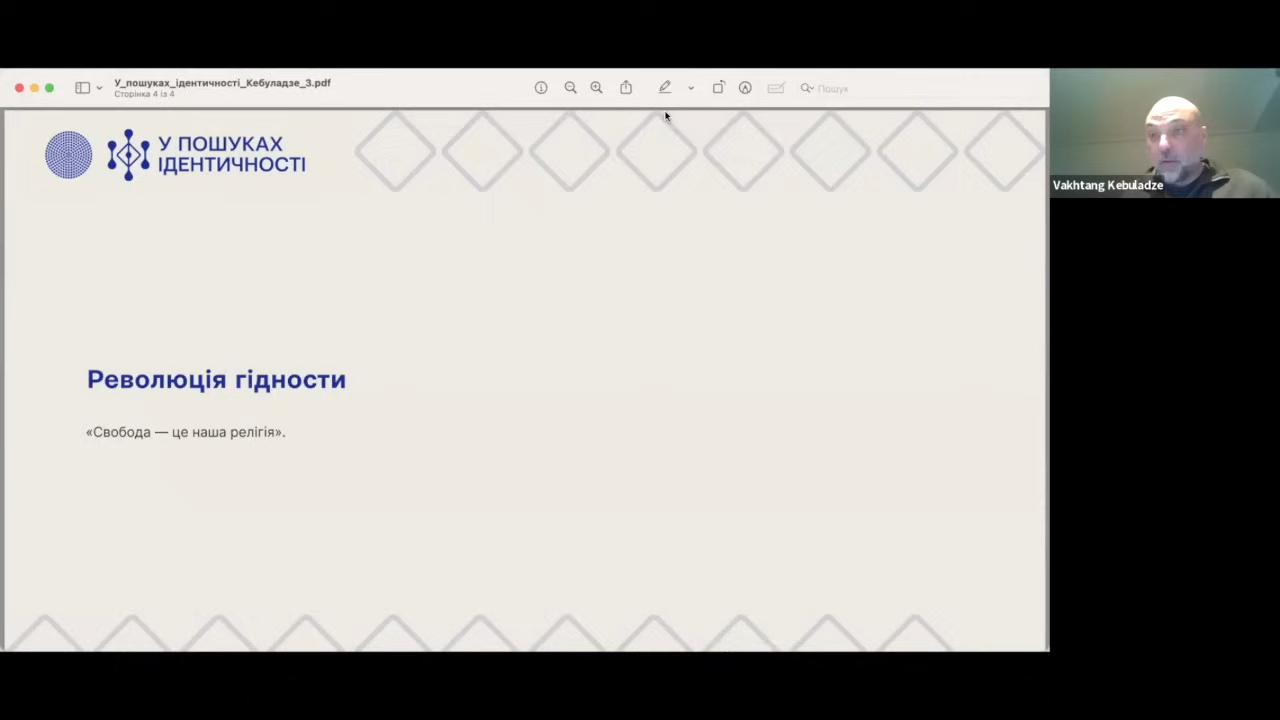 У_пошуках_ідентичності_Кебуладзе_3.pdf
Сторінка 4 із 4
Пошук
У ПОШУКАХ
ІДЕНТИЧНОСТІ
Vakhtang Kebuladze
Революція гідности
«Свобода — це наша релігія».